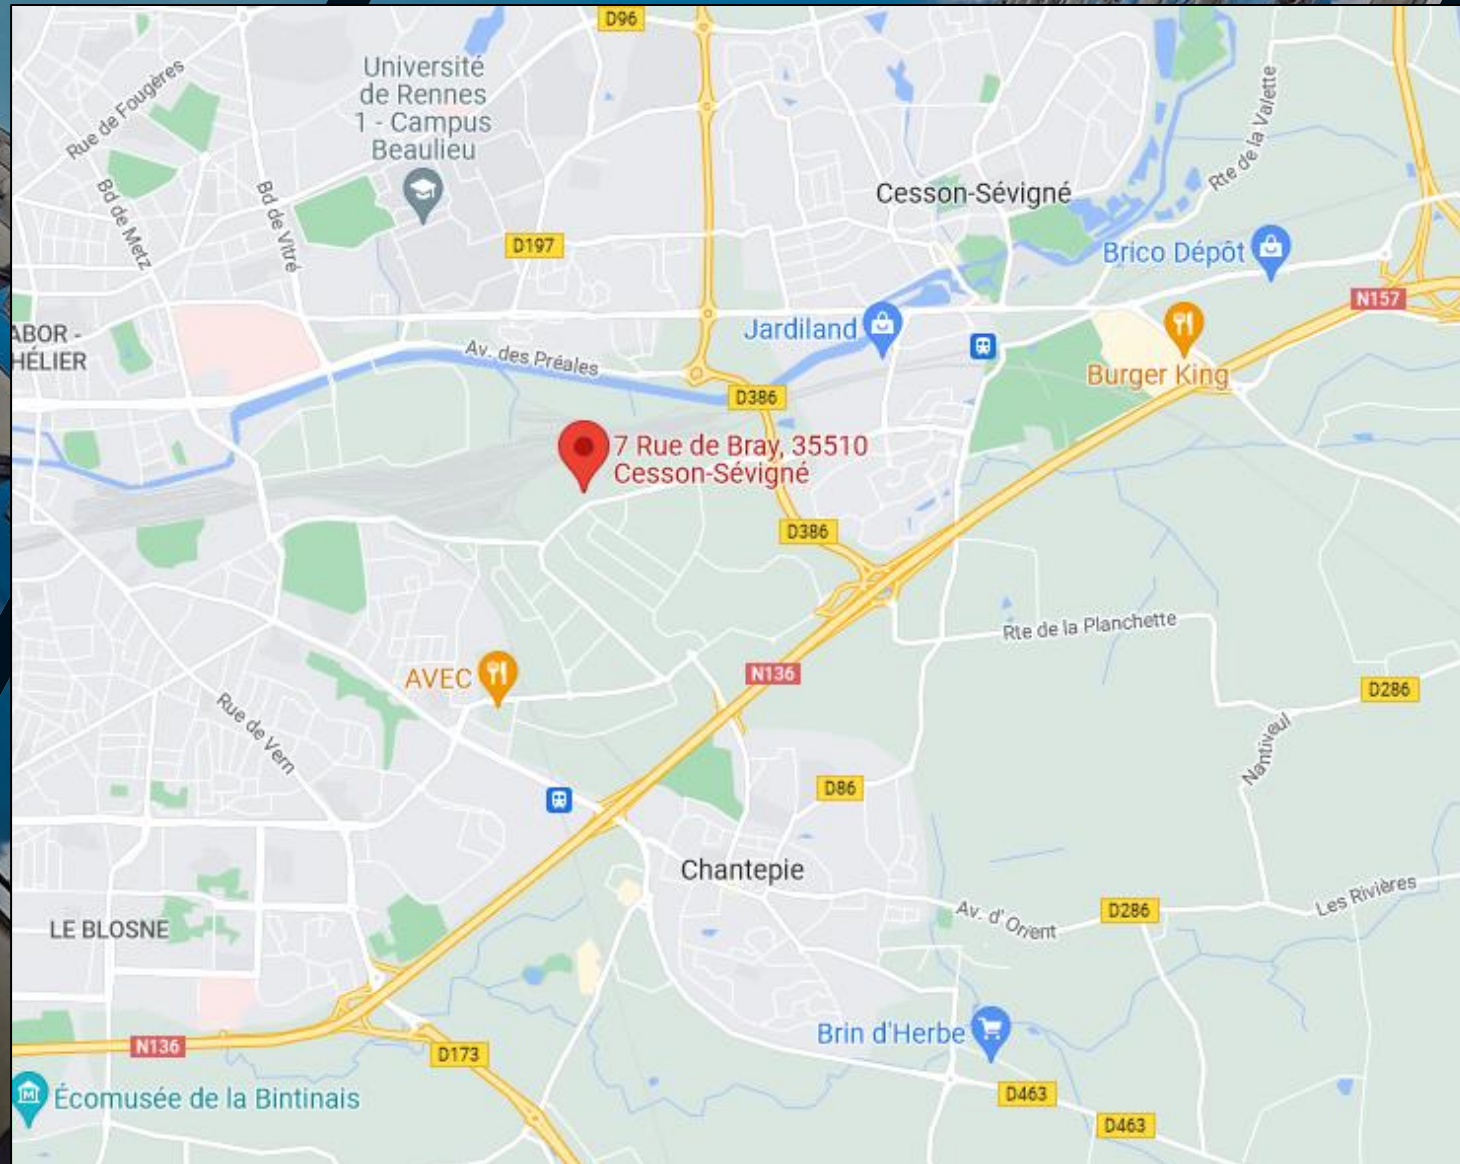 D96
Université
de Rennes
1 - Campus
Beaulieu
Rue de Fougères
Bd de Metz
Bd de Vitré
Rte de la Valette
Cesson-Sévigné
D197
Brico Dépôt
N157
ABOR -
HÉLIER
Jardiland
Av. des Préales
Burger King
D386
7 Rue de Bray, 35510
Cesson-Sévigné
D386
Rte de la Planchette
AVEC
N136
D286
Rue de Vern
Nantiveul
D86
Chantepie
Les Rivières
Av. d'Orient
D286
LE BLOSNE
Brin d'Herbe
N136
D173
Écomusée de la Bintinais
D463
D463